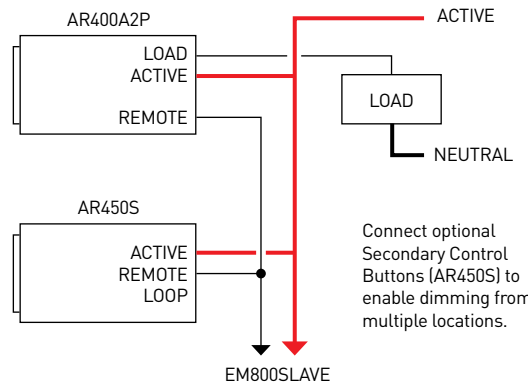 AR400A2P
ACTIVE
LOAD
ACTIVE
REMOTE
LOAD
NEUTRAL
AR450S
ACTIVE
REMOTE
LOOP
Connect optional
Secondary Control
Buttons (AR450S) to
enable dimming from
multiple locations.
EM800SLAVE